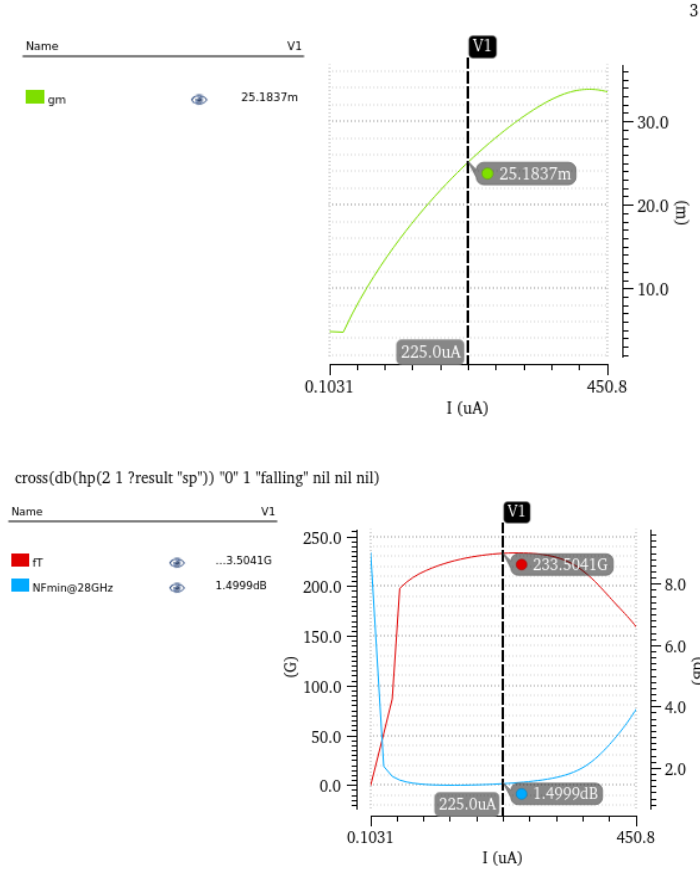 3
Name V1
gm 25.1837m
V1
30.0
25.1837m
20.0
(m)
10.0
225.0uA
0.1031 450.8
I (uA)
cross(db(hp(2 1 ?result "sp")) "0" 1 "falling" nil nil nil)
Name V1
fT ...3.5041G
NFmin@28GHz 1.4999dB
V1
250.0
233.5041G
200.0 8.0
150.0 6.0
(G)
100.0 4.0
50.0 2.0
0.0
1.4999dB
225.0uA
0.1031 450.8
I (uA)